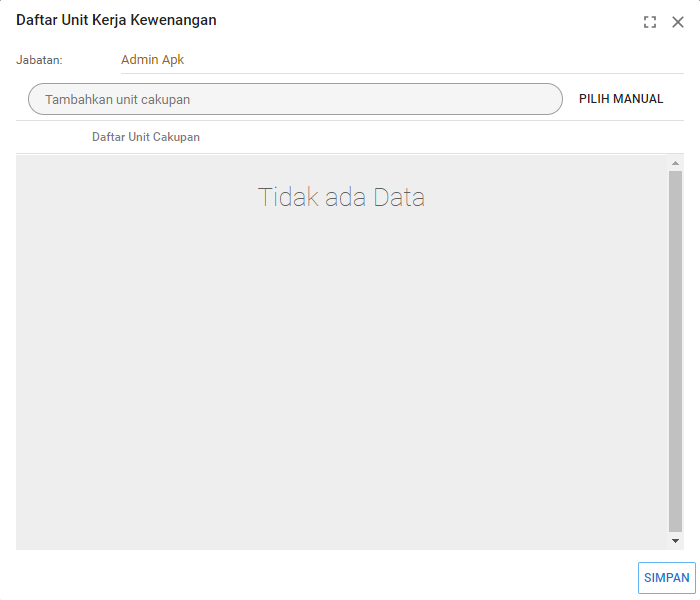 Daftar Unit Kerja Kewenangan
Jabatan: Admin Apk
Tambahkan unit cakupan PILIH MANUAL
Daftar Unit Cakupan
Tidak ada Data
SIMPAN